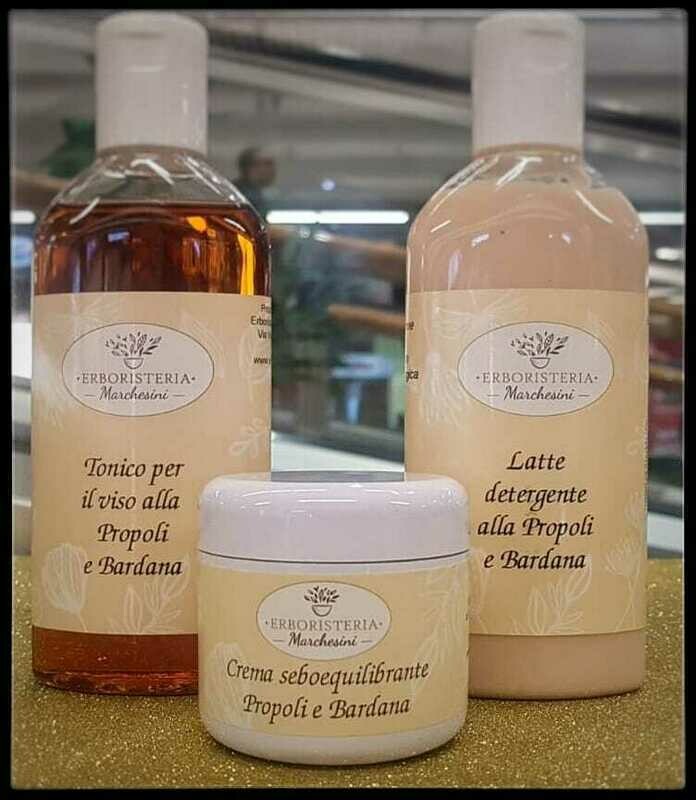 · ERBORISTERIA ·
Marchesini
Tonico per
il viso alla
Propoli
e Bardana
· ERBORISTERIA ·
Marchesini
Latte
detergente
alla Propoli
e Bardana
· ERBORISTERIA ·
Marchesini
Crema seboequilibrante
Propoli e Bardana